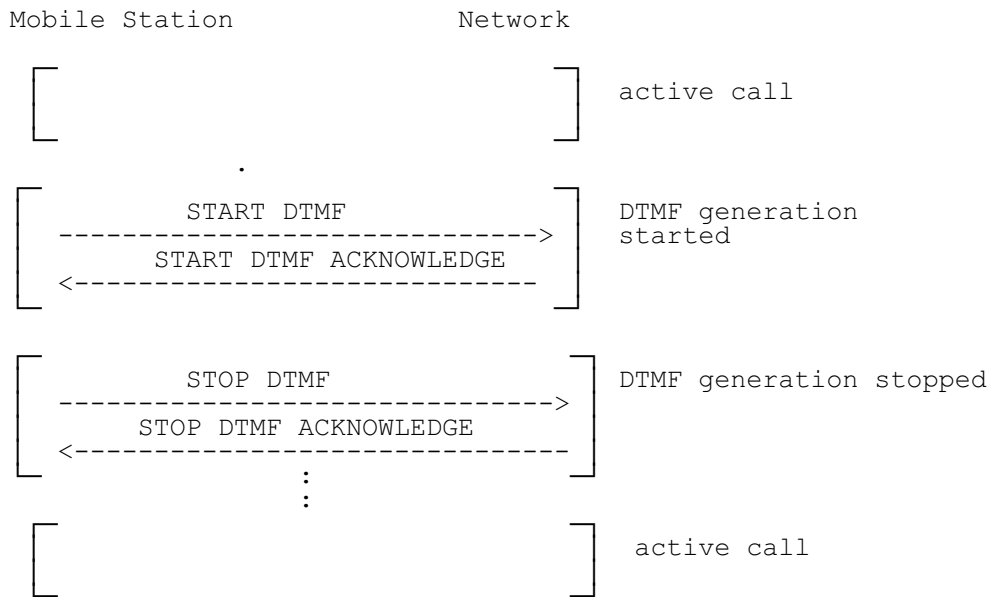 Mobile Station Network
active call
.
START DTMF DTMF generation
-----------------------------> started
START DTMF ACKNOWLEDGE
<-----------------------------
STOP DTMF DTMF generation stopped
------------------------------->
STOP DTMF ACKNOWLEDGE
<-------------------------------
:
:
active call